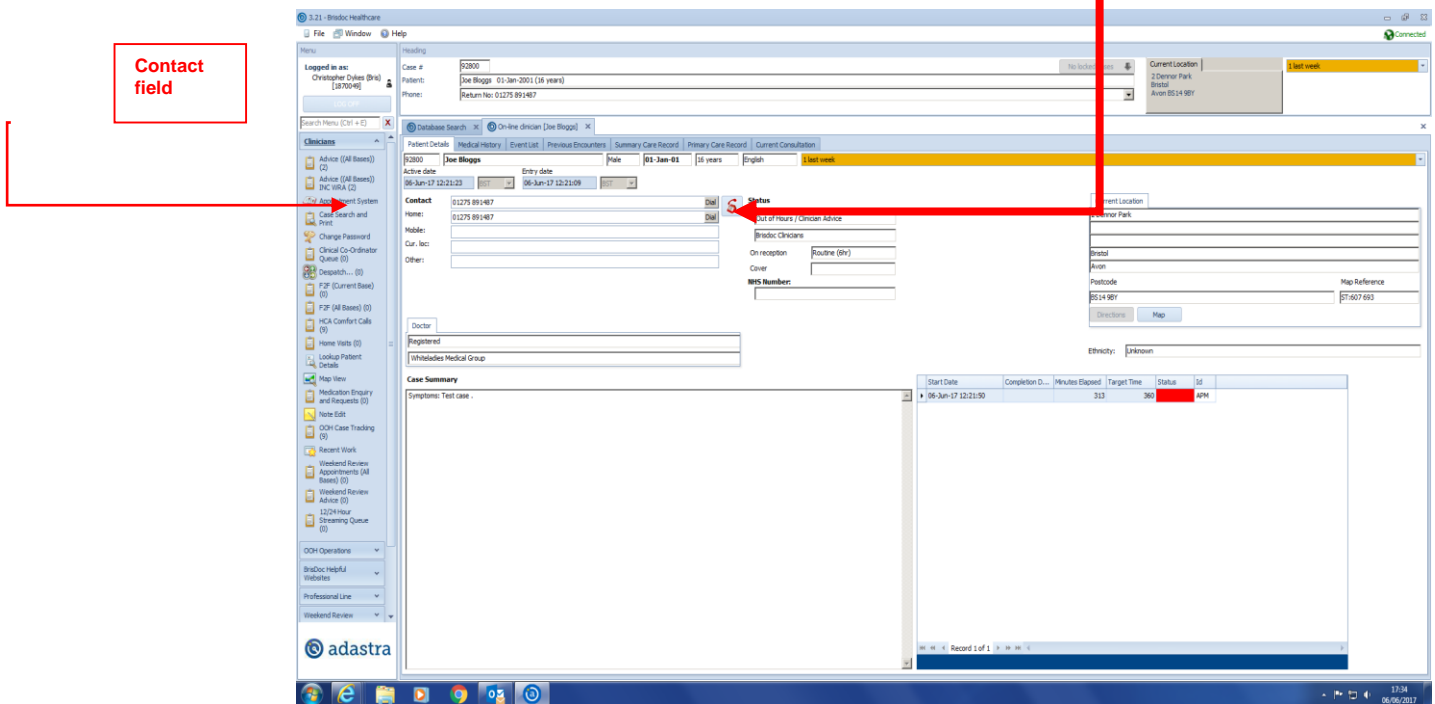 Contact
field
3.21 - Brisdoc Healthcare
File Window Help
Connected
Menu
Heading
Logged in as:
Christopher Dykes (Bris)
[1870049]
LOG OFF
Search Menu (Ctrl + E) X
Case # 92800
Patient: Joe Bloggs 01-Jan-2001 (16 years)
Phone: Return No: 01275 891487
No locked cases
Current Location
2 Dennor Park
Bristol
Avon BS14 9BY
1 last week
Database Search X On-line clinician [Joe Bloggs] X
Patient Details Medical History Event List Previous Encounters Summary Care Record Primary Care Record Current Consultation
92800 Joe Bloggs Male 01-Jan-01 16 years English 1 last week
Active date Entry date
06-Jun-17 12:21:23 BST 06-Jun-17 12:21:09 BST
Contact 01275 891487 Dial
Home: 01275 891487 Dial
Mobile:
Cur. loc:
Other:
Status
Out of Hours / Clinician Advice
Brisdoc Clinicians
On reception Routine (6hr)
Cover
NHS Number:
Current Location
2 Dennor Park
Bristol
Avon
Postcode Map Reference
BS14 9BY ST:607 693
Directions Map
Doctor
Registered
Whiteladies Medical Group
Ethnicity: Unknown
Case Summary
Symptoms: Test case .
Start Date Completion D... Minutes Elapsed Target Time Status Id
06-Jun-17 12:21:50 313 360 APM
Record 1 of 1
Clinicians
Advice ((All Bases))
(2)
Advice ((All Bases))
INC WRA (2)
Appointment System
Case Search and
Print
Change Password
Clinical Co-Ordinator
Queue (0)
Despatch... (0)
F2F (Current Base)
(0)
F2F (All Bases) (0)
HCA Comfort Calls
(9)
Home Visits (0)
Lookup Patient
Details
Map View
Medication Enquiry
and Requests (0)
Note Edit
OOH Case Tracking
(9)
Recent Work
Weekend Review
Appointments (All
Bases) (0)
Weekend Review
Advice (0)
12/24 Hour
Streaming Queue
(0)
OOH Operations
BrisDoc Helpful
Websites
Professional Line
Weekend Review
adastra
17:34
06/06/2017